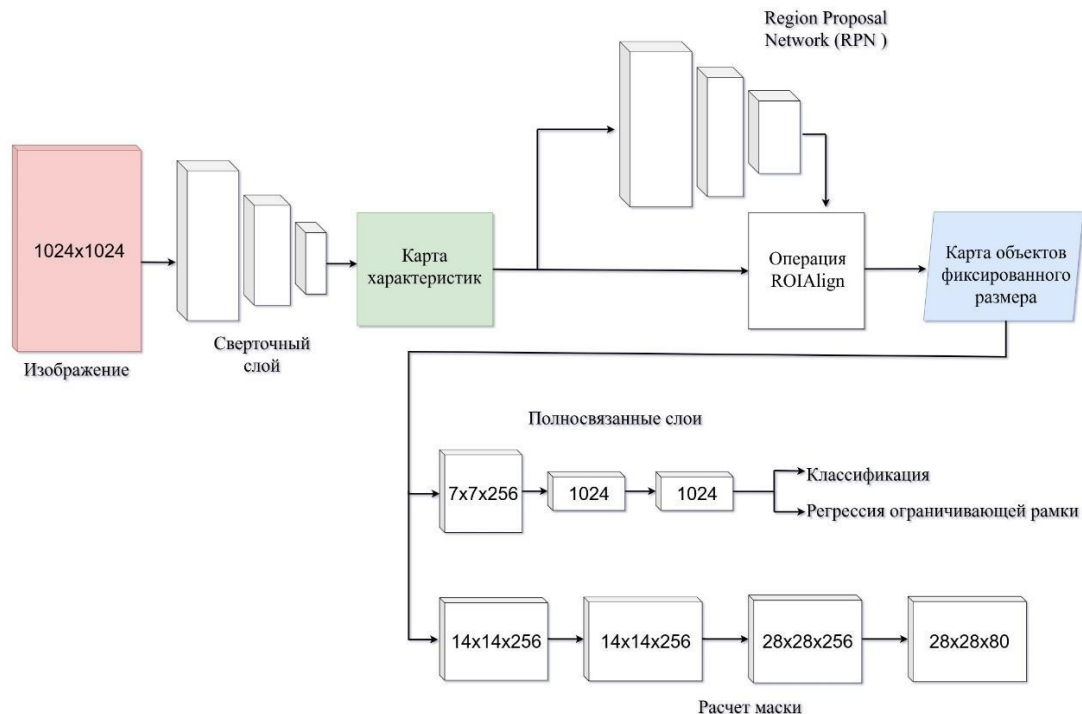 Region Proposal
Network (RPN )
1024x1024
Изображение
Сверточный
слой
Карта
характеристик
Операция
ROIAlign
Карта объектов
фиксированного
размера
Полносвязанные слои
7x7x256
1024
1024
Классификация
Регрессия ограничивающей рамки
14x14x256
14x14x256
28x28x256
28x28x80
Расчет маски